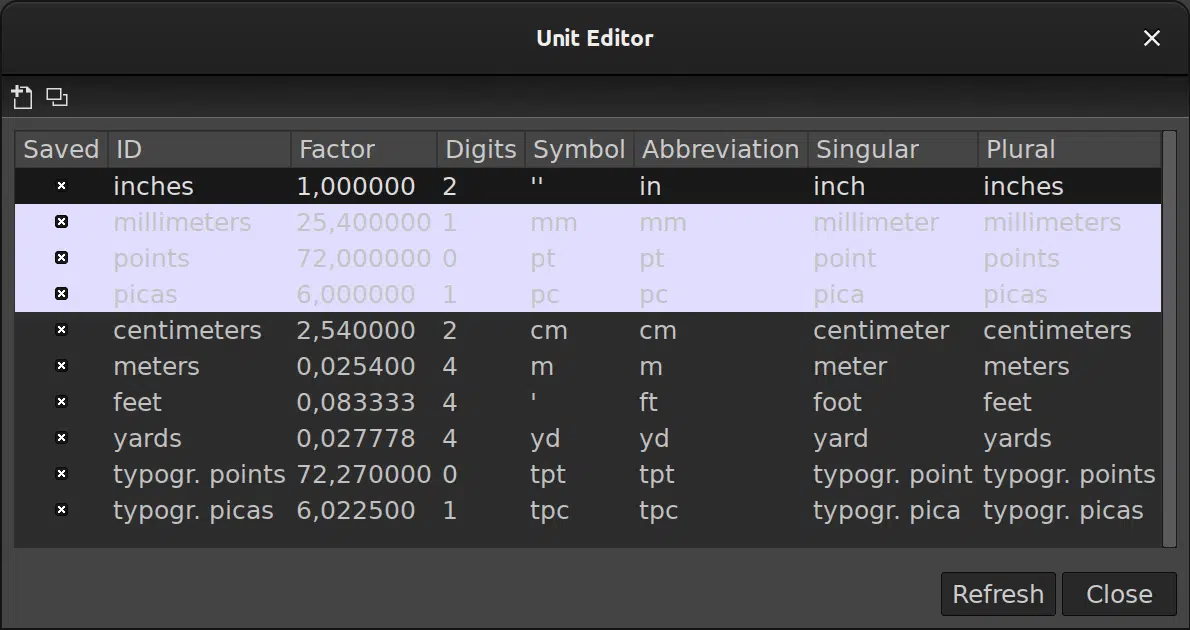 Unit Editor
Saved ID Factor Digits Symbol Abbreviation Singular Plural
inches 1,000000 2 '' in inch inches
millimeters 25,400000 1 mm mm millimeter millimeters
points 72,000000 0 pt pt point points
picas 6,000000 1 pc pc pica picas
centimeters 2,540000 2 cm cm centimeter centimeters
meters 0,025400 4 m m meter meters
feet 0,083333 4 ' ft foot feet
yards 0,027778 4 yd yd yard yards
typogr. points 72,270000 0 tpt tpt typogr. point typogr. points
typogr. picas 6,022500 1 tpc tpc typogr. pica typogr. picas
Refresh Close